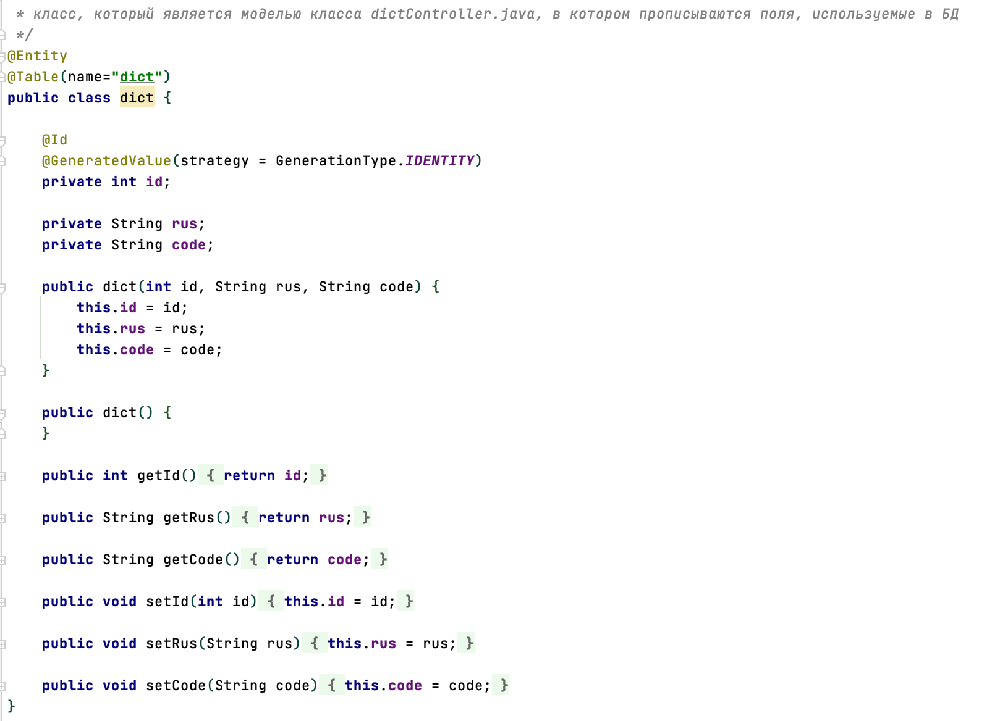 * класс, который является моделью класса dictController.java, в котором прописываются поля, используемые в БД
*/
@Entity
@Table(name="dict")
public class dict {
@Id
@GeneratedValue(strategy = GenerationType.IDENTITY)
private int id;
private String rus;
private String code;
public dict(int id, String rus, String code) {
this.id = id;
this.rus = rus;
this.code = code;
}
public dict() {
}
public int getId() { return id; }
public String getRus() { return rus; }
public String getCode() { return code; }
public void setId(int id) { this.id = id; }
public void setRus(String rus) { this.rus = rus; }
public void setCode(String code) { this.code = code; }
}